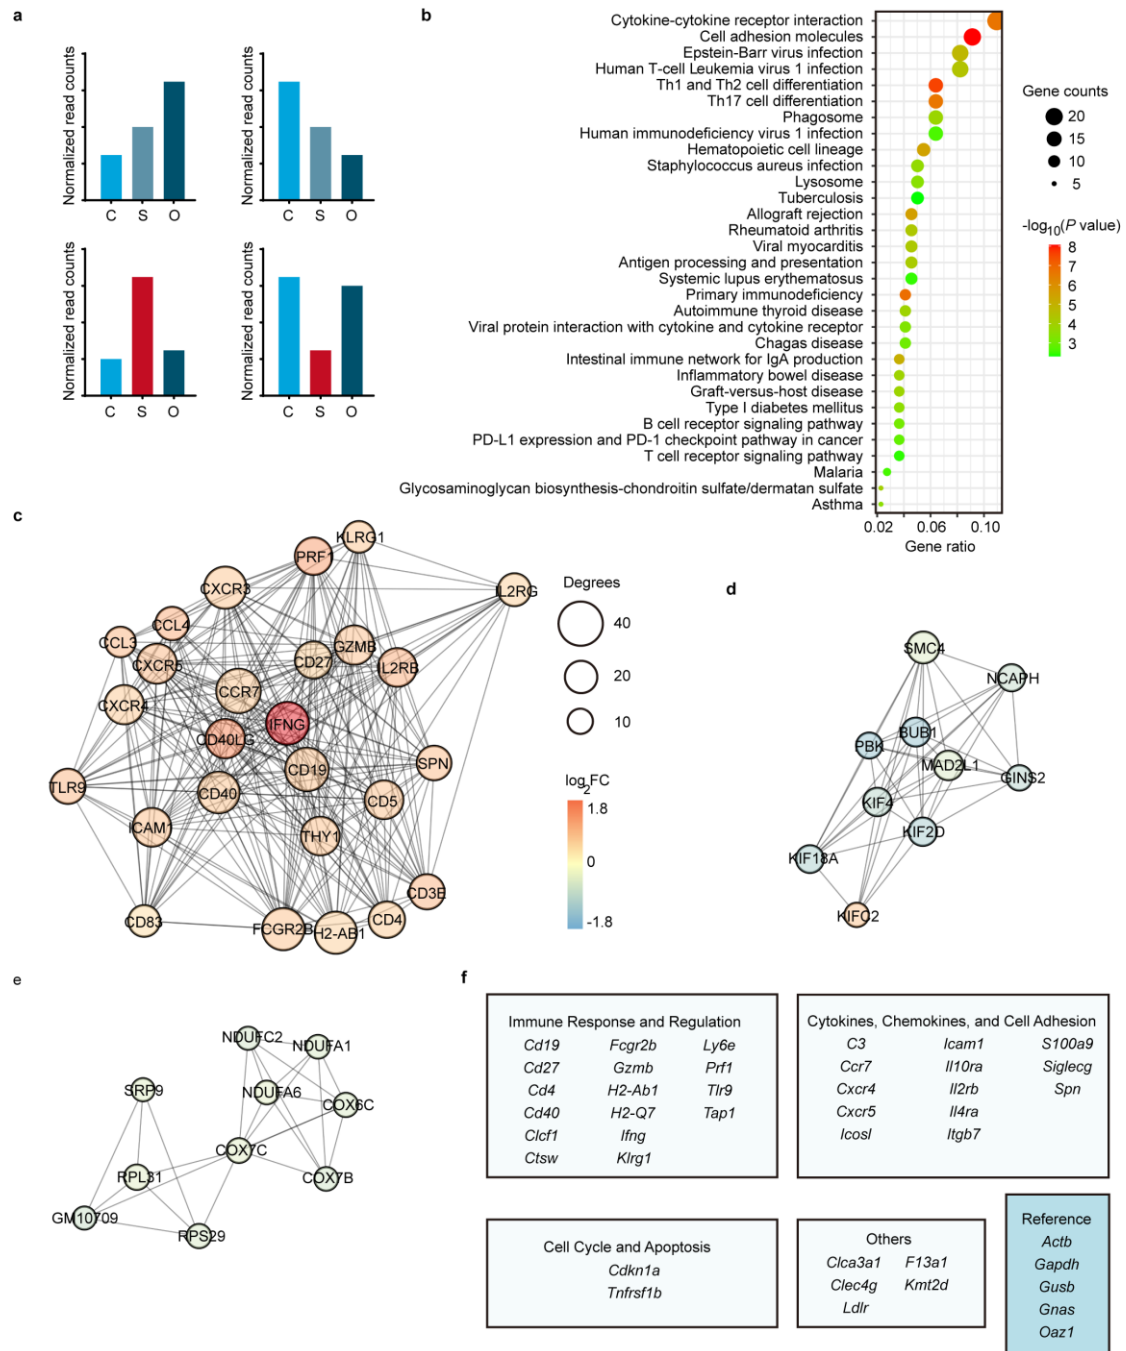 a
Normalized read counts
C S O
Normalized read counts
C S O
Normalized read counts
C S O
Normalized read counts
C S O
b
Cytokine-cytokine receptor interaction
Cell adhesion molecules
Epstein-Barr virus infection
Human T-cell Leukemia virus 1 infection
Th1 and Th2 cell differentiation
Th17 cell differentiation
Phagosome
Human immunodeficiency virus 1 infection
Hematopoietic cell lineage
Staphylococcus aureus infection
Lysosome
Tuberculosis
Allograft rejection
Rheumatoid arthritis
Viral myocarditis
Antigen processing and presentation
Systemic lupus erythematosus
Primary immunodeficiency
Autoimmune thyroid disease
Viral protein interaction with cytokine and cytokine receptor
Chagas disease
Intestinal immune network for IgA production
Inflammatory bowel disease
Graft-versus-host disease
Type I diabetes mellitus
B cell receptor signaling pathway
PD-L1 expression and PD-1 checkpoint pathway in cancer
T cell receptor signaling pathway
Malaria
Glycosaminoglycan biosynthesis-chondroitin sulfate/dermatan sulfate
Asthma
0.02 0.06 0.10
Gene ratio
Gene counts
20
15
10
5
-log10(P value)
8
7
6
5
4
3
c
KLRG1
PRF1
CXCR3
IL2RG
CCL4
CCL3
GZMB
CXCR5
CD27
IL2RB
CCR7
CXCR4
IFNG
CD40LG
SPN
CD19
TLR9
CD40
CD5
ICAM1
THY1
CD3E
CD83
CD4
FCGR2B
H2-AB1
Degrees
40
20
10
log2FC
1.8
0
-1.8
d
SMC4
NCAPH
BUB1
PBK
MAD2L1
GINS2
KIF4
KIF2D
KIF18A
KIFC2
e
NDUFC2
NDUFA1
SRP9
NDUFA6
COX6C
COX7C
RPL31
COX7B
GM10709
RPS29
f
Immune Response and Regulation
Cd19 Fcgr2b Ly6e
Cd27 Gzmb Prf1
Cd4 H2-Ab1 Tlr9
Cd40 H2-Q7 Tap1
Clcf1 Ifng
Ctsw Klrg1
Cytokines, Chemokines, and Cell Adhesion
C3 Icam1 S100a9
Ccr7 Il10ra Siglecg
Cxcr4 Il2rb Spn
Cxcr5 Il4ra
Icosl Itgb7
Cell Cycle and Apoptosis
Cdkn1a
Tnfrsf1b
Others
Clca3a1 F13a1
Clec4g Kmt2d
Ldlr
Reference
Actb
Gapdh
Gusb
Gnas
Oaz1